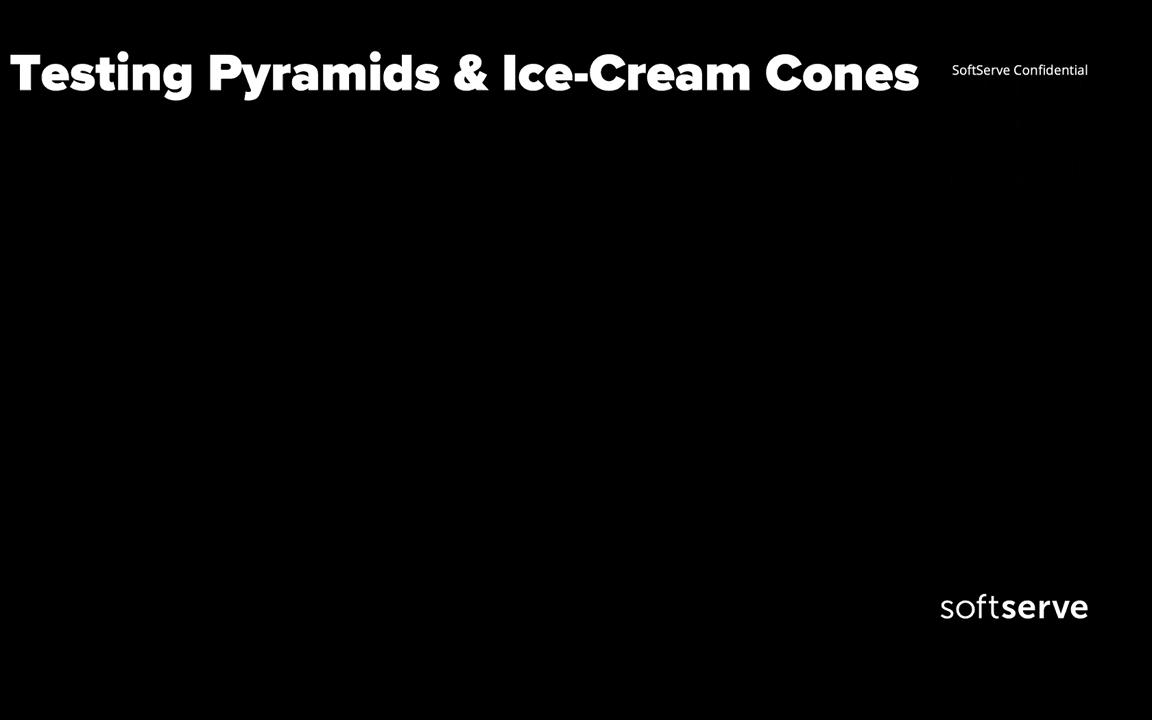 Testing Pyramids & Ice-Cream Cones
SoftServe Confidential
softserve